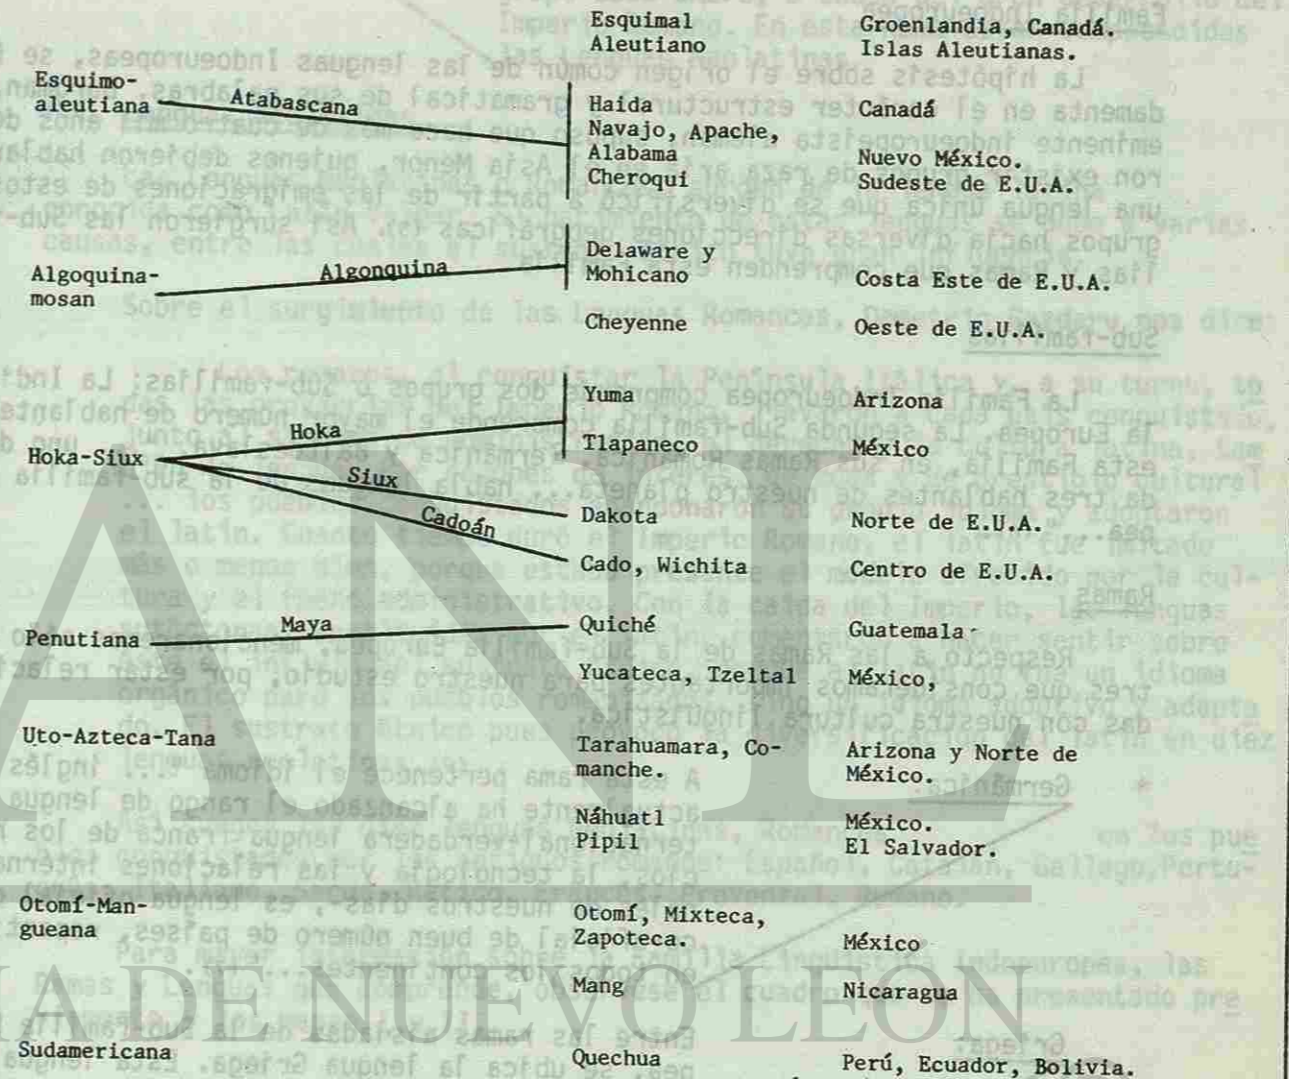 Esquimal Groenlandia, Canadá.
Aleutiano Islas Aleutianas.
Esquimo-
aleutiana Atabascana Haida Canadá
Navajo, Apache,
Alabama Nuevo México.
Cheroquí Sudeste de E.U.A.
Algoquina-
mosan Algonquina Delaware y
Mohicano Costa Este de E.U.A.
Cheyenne Oeste de E.U.A.
Hoka-Siux Hoka Yuma Arizona
Tlapaneco México
Siux Dakota Norte de E.U.A.
Cadoán Cado, Wichita Centro de E.U.A.
Penutiana Maya Quiché Guatemala
Yucateca, Tzeltal México,
Uto-Azteca-Tana Tarahuamara, Co-
manche. Arizona y Norte de
México.
Náhuatl México.
Pipil El Salvador.
Otomí-Man-
gueana Otomí, Mixteca,
Zapoteca. México
Mang Nicaragua
Sudamericana Quechua Perú, Ecuador, Bolivia.
A DE NUEVO LEÓN